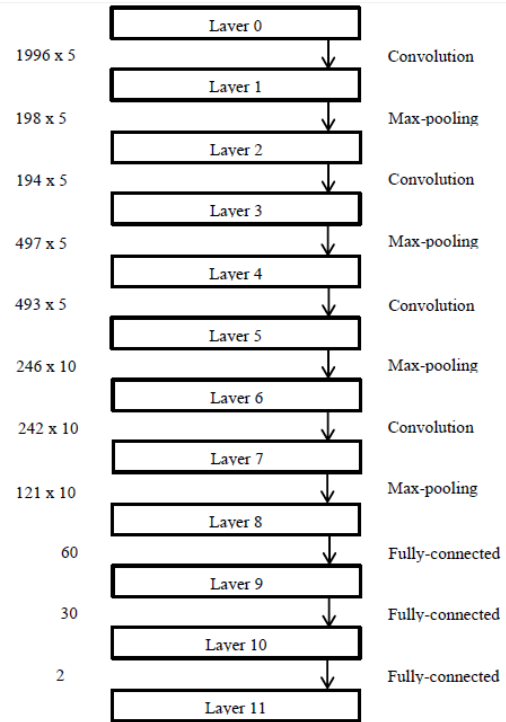 Layer 0
1996 x 5 Convolution
Layer 1
198 x 5 Max-pooling
Layer 2
194 x 5 Convolution
Layer 3
497 x 5 Max-pooling
Layer 4
493 x 5 Convolution
Layer 5
246 x 10 Max-pooling
Layer 6
242 x 10 Convolution
Layer 7
121 x 10 Max-pooling
Layer 8
60 Fully-connected
Layer 9
30 Fully-connected
Layer 10
2 Fully-connected
Layer 11